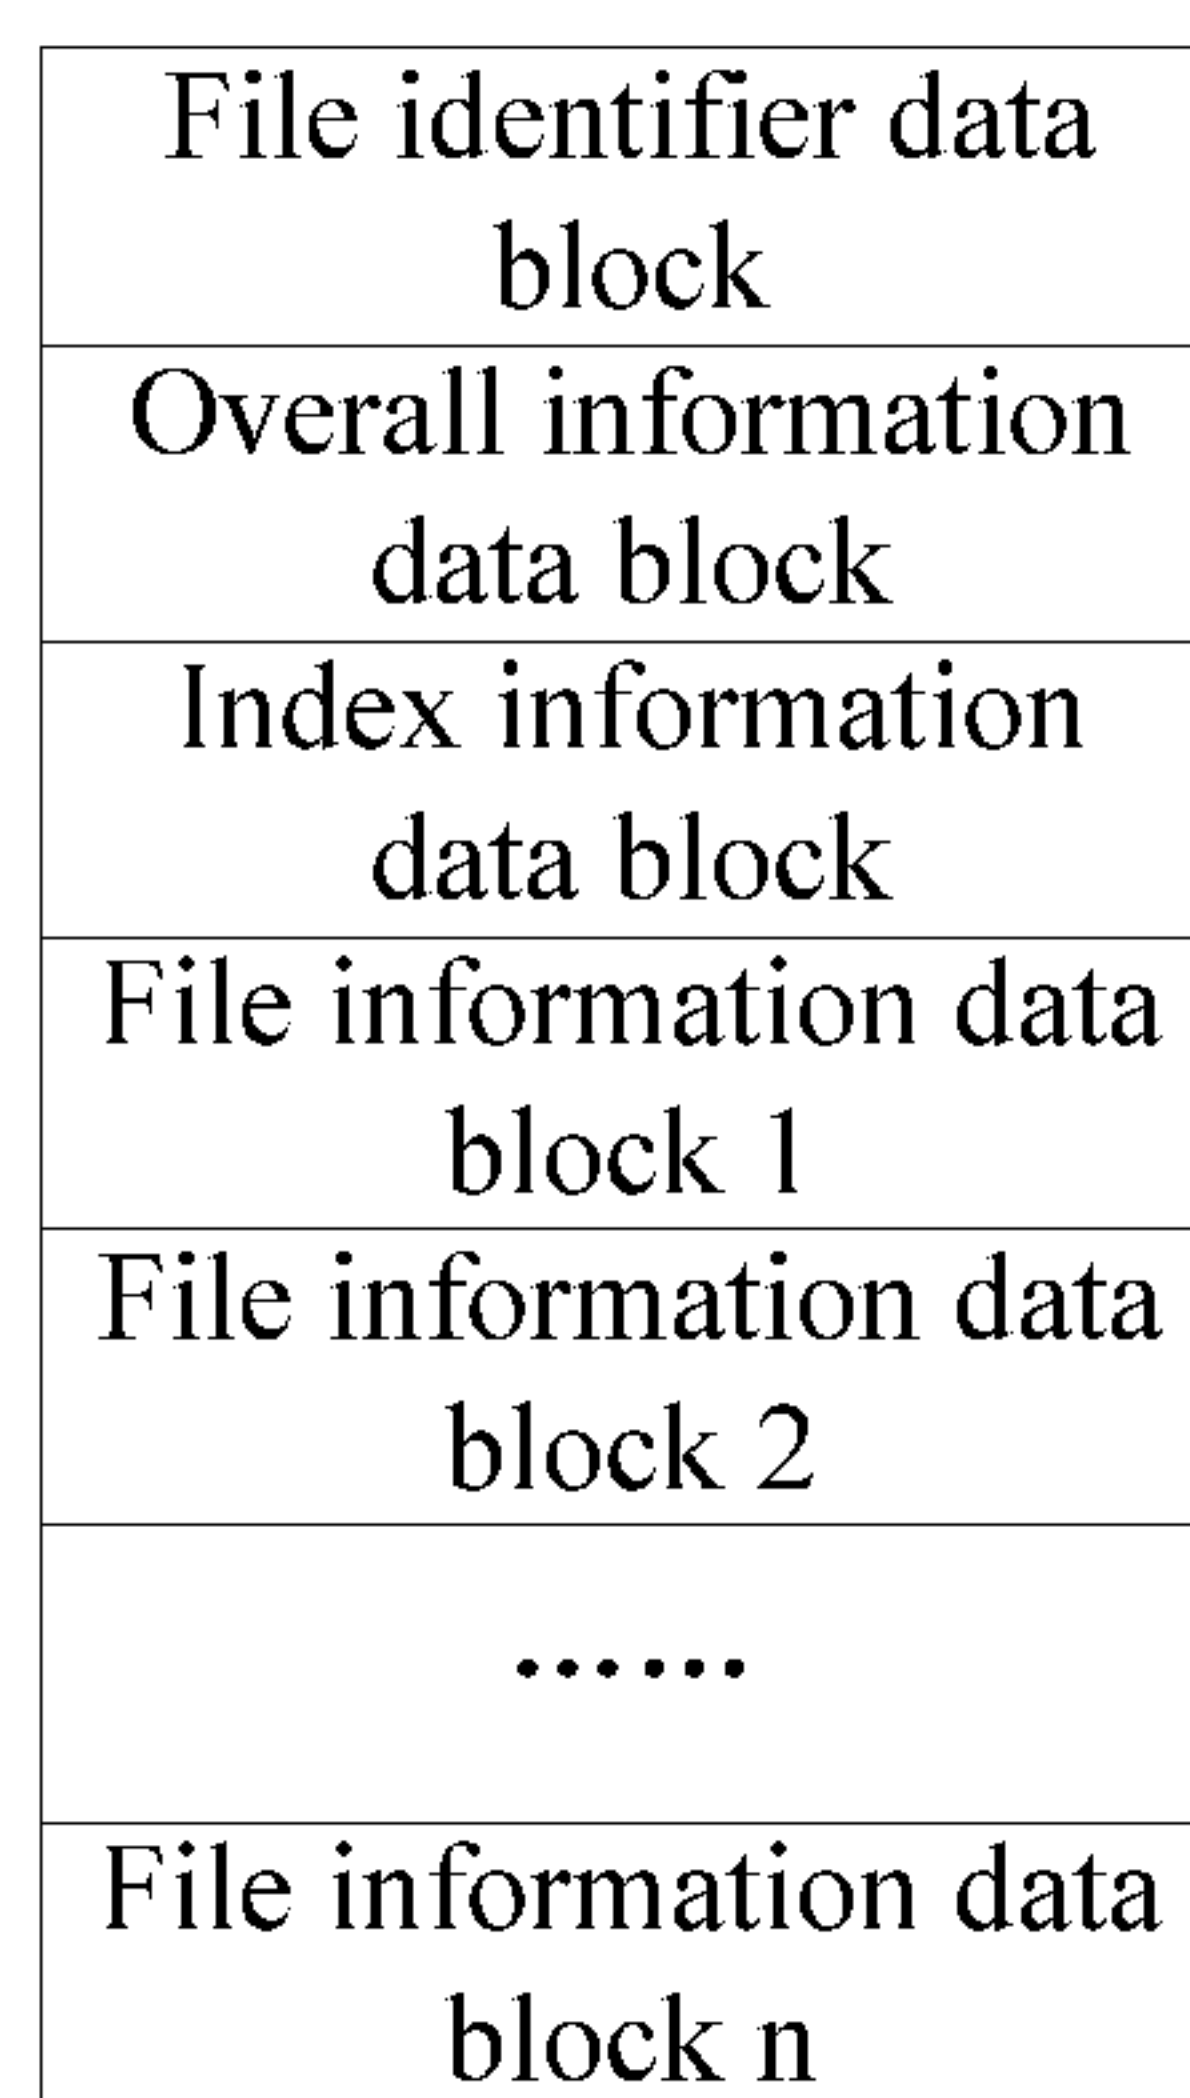 File identifier data
block
Overall information
data block
Index information
data block
File information data
block 1
File information data
block 2
……
File information data
block n